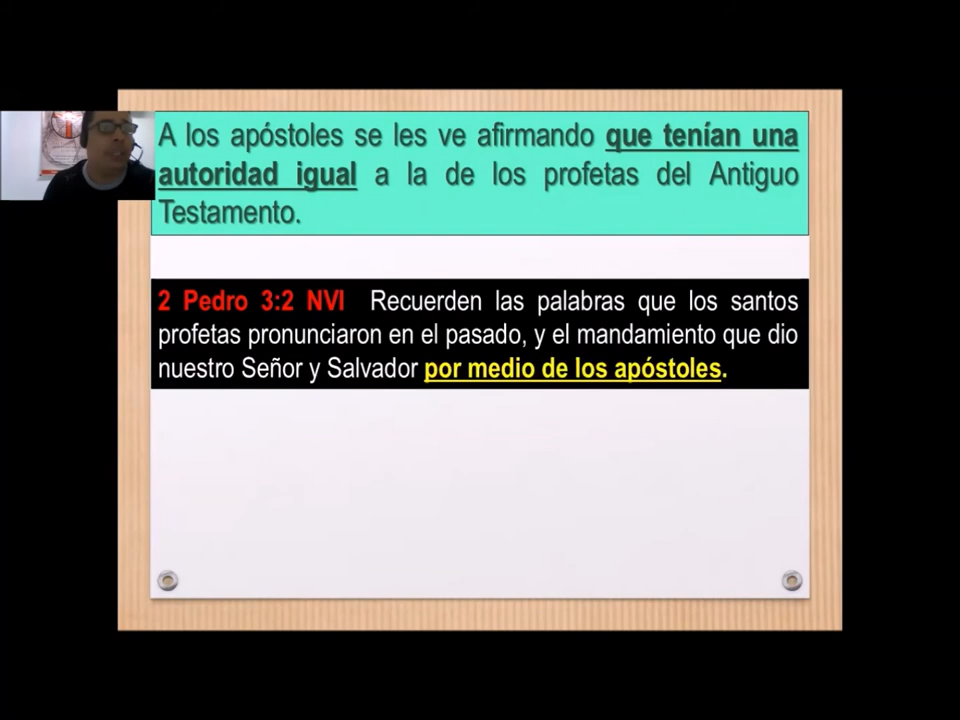 A los apóstoles se les ve afirmando que tenían una
autoridad igual a la de los profetas del Antiguo
Testamento.
2 Pedro 3:2 NVI Recuerden las palabras que los santos
profetas pronunciaron en el pasado, y el mandamiento que dio
nuestro Señor y Salvador por medio de los apóstoles.